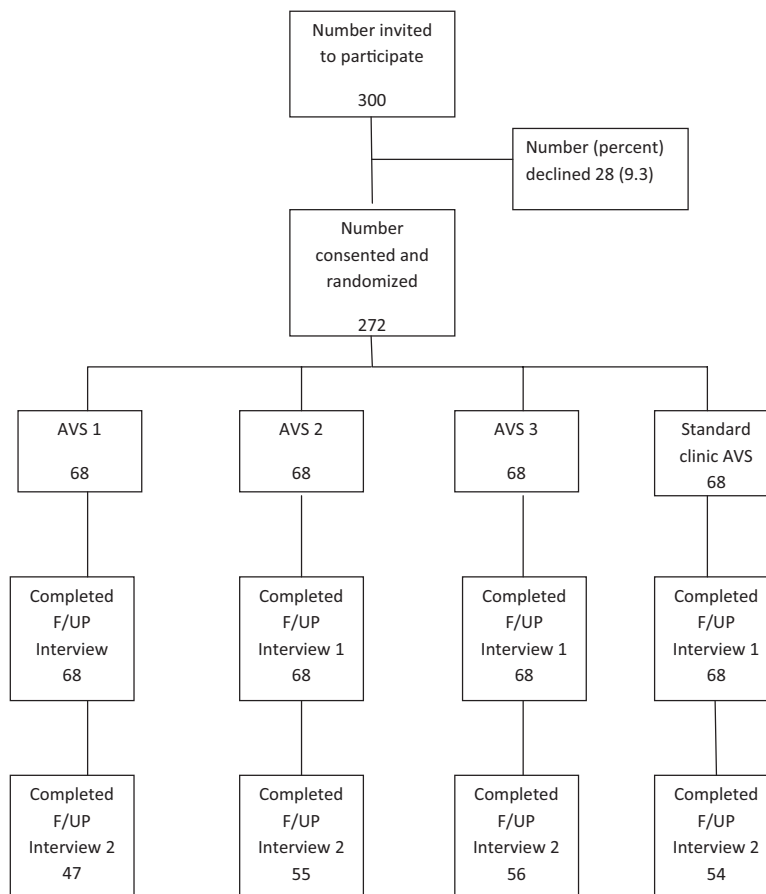 Number invited
to participate
300
Number (percent)
declined 28 (9.3)
Number
consented and
randomized
272
AVS 1
68
AVS 2
68
AVS 3
68
Standard
clinic AVS
68
Completed
F/UP
Interview
68
Completed
F/UP
Interview 1
68
Completed
F/UP
Interview 1
68
Completed
F/UP
Interview 1
68
Completed
F/UP
Interview 2
47
Completed
F/UP
Interview 2
55
Completed
F/UP
Interview 2
56
Completed
F/UP
Interview 2
54